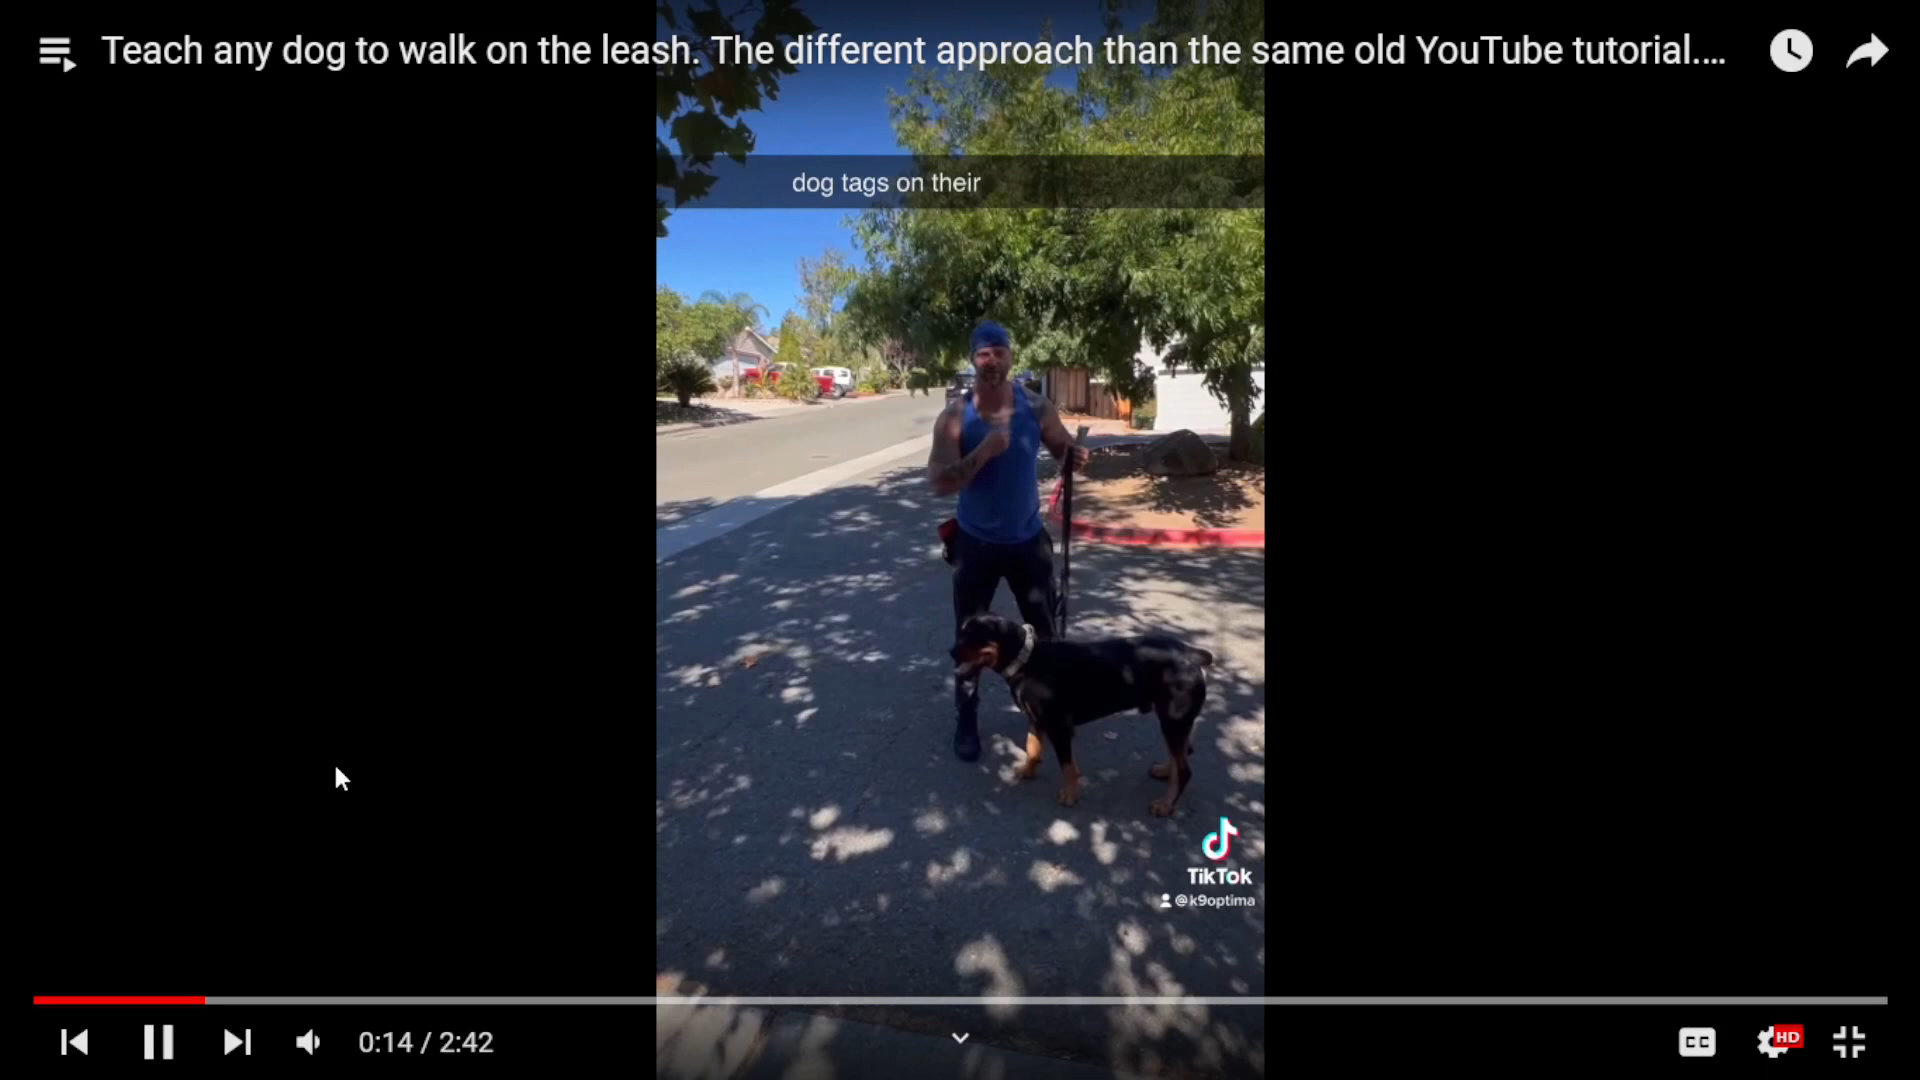 Teach any dog to walk on the leash. The different approach than the same old YouTube tutorial....
dog tags on their
TikTok
@k9optima
0:14 / 2:42
CC
HD